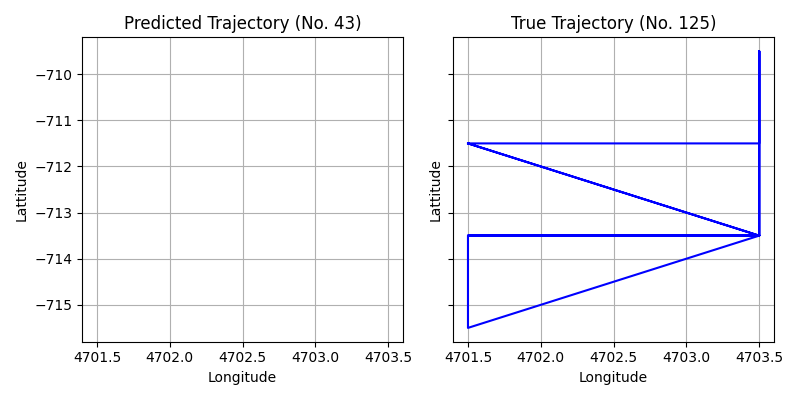 Predicted Trajectory (No. 43)
−710
−711
−712
−713
−714
−715
Lattitude
4701.5 4702.0 4702.5 4703.0 4703.5
Longitude
True Trajectory (No. 125)
Lattitude
4701.5 4702.0 4702.5 4703.0 4703.5
Longitude